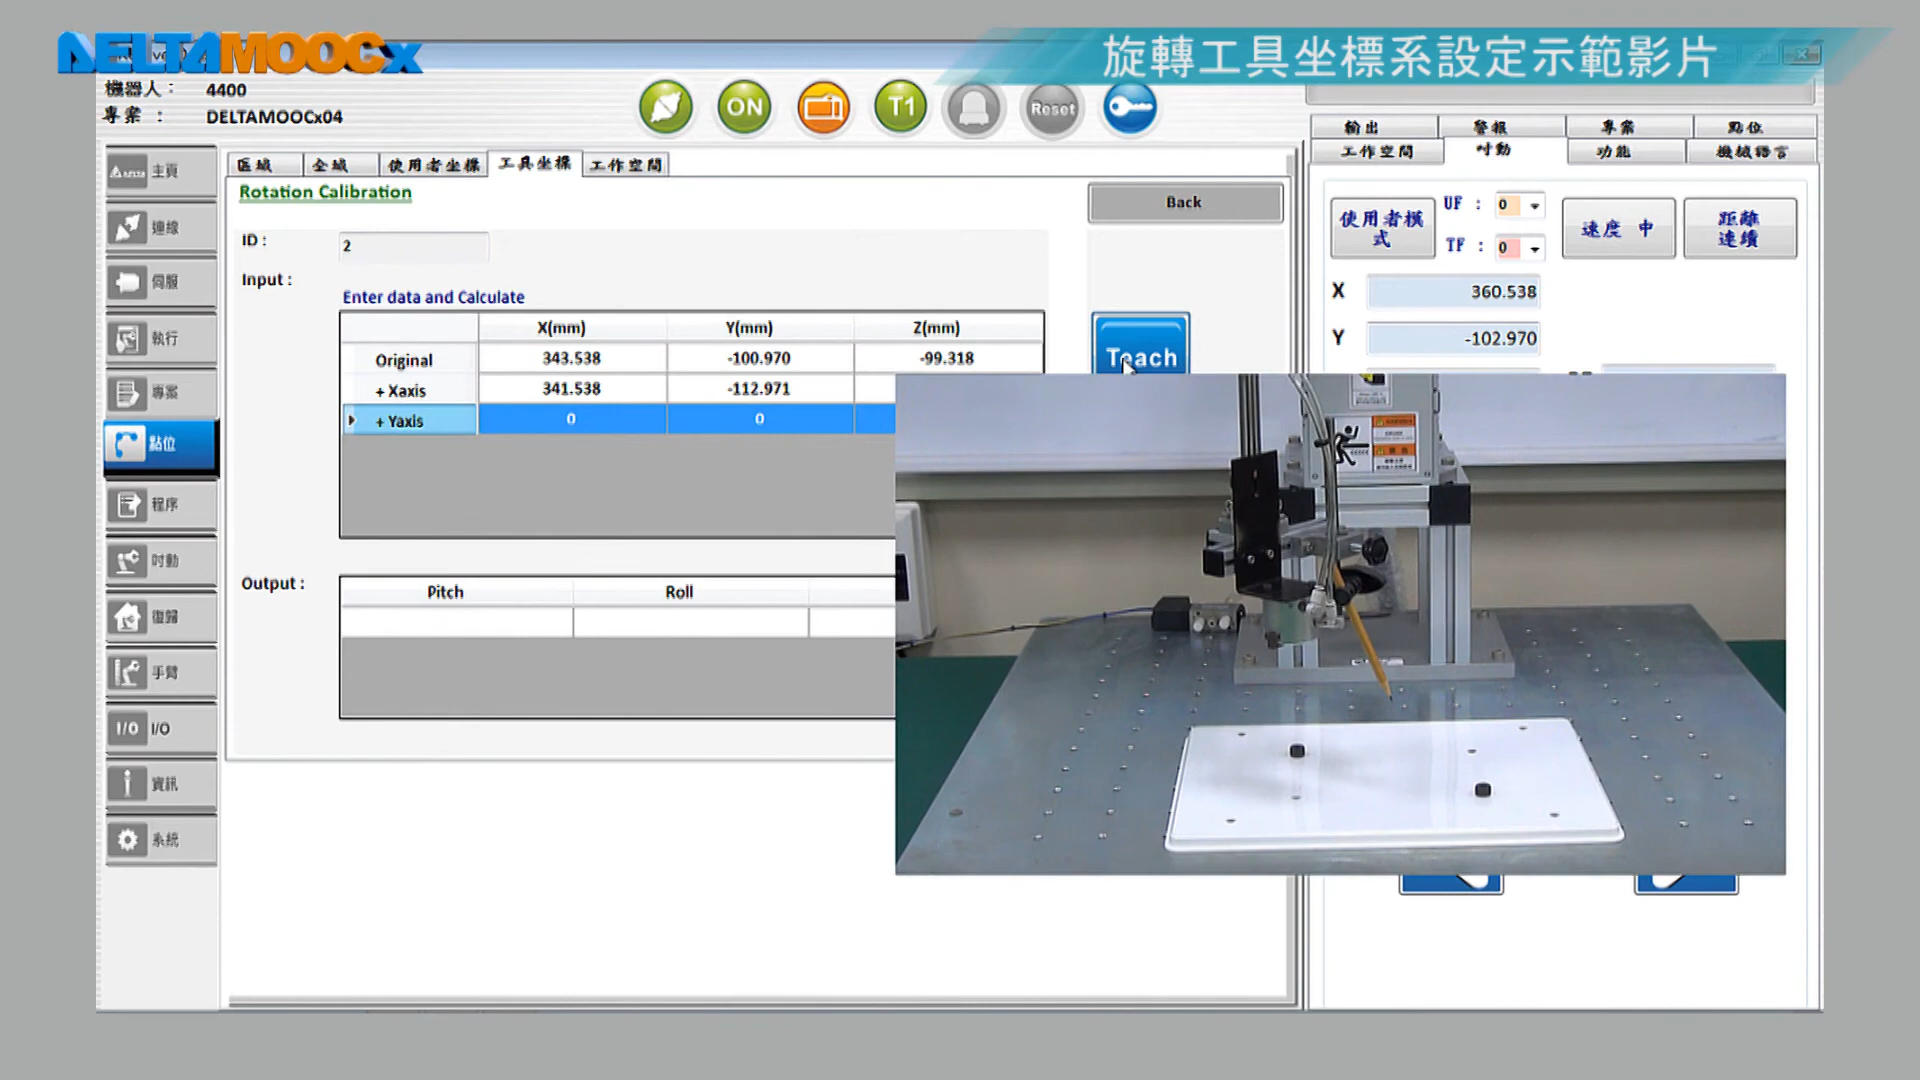 DELTAMOOCx
旋轉工具坐標系設定示範影片
機器人：
4400
專案 ：
DELTAMOOCx04
ON
T1
Reset
主頁
連線
伺服
執行
專案
點位
程序
吋動
復歸
手臂
I/O I/O
資訊
系統
區域
全域
使用者坐標
工具坐標
工作空間
Rotation Calibration
Back
ID :
2
Input :
Enter data and Calculate
X(mm) Y(mm) Z(mm)
Original 343.538 -100.970 -99.318
+ Xaxis 341.538 -112.971
+ Yaxis 0 0
Teach
Output :
Pitch Roll
輸出 警報 專案 點位
工作空間 吋動 功能 機械語言
使用者模式
UF : 0
TF : 0
速度 中
距離
連續
X 360.538
Y -102.970